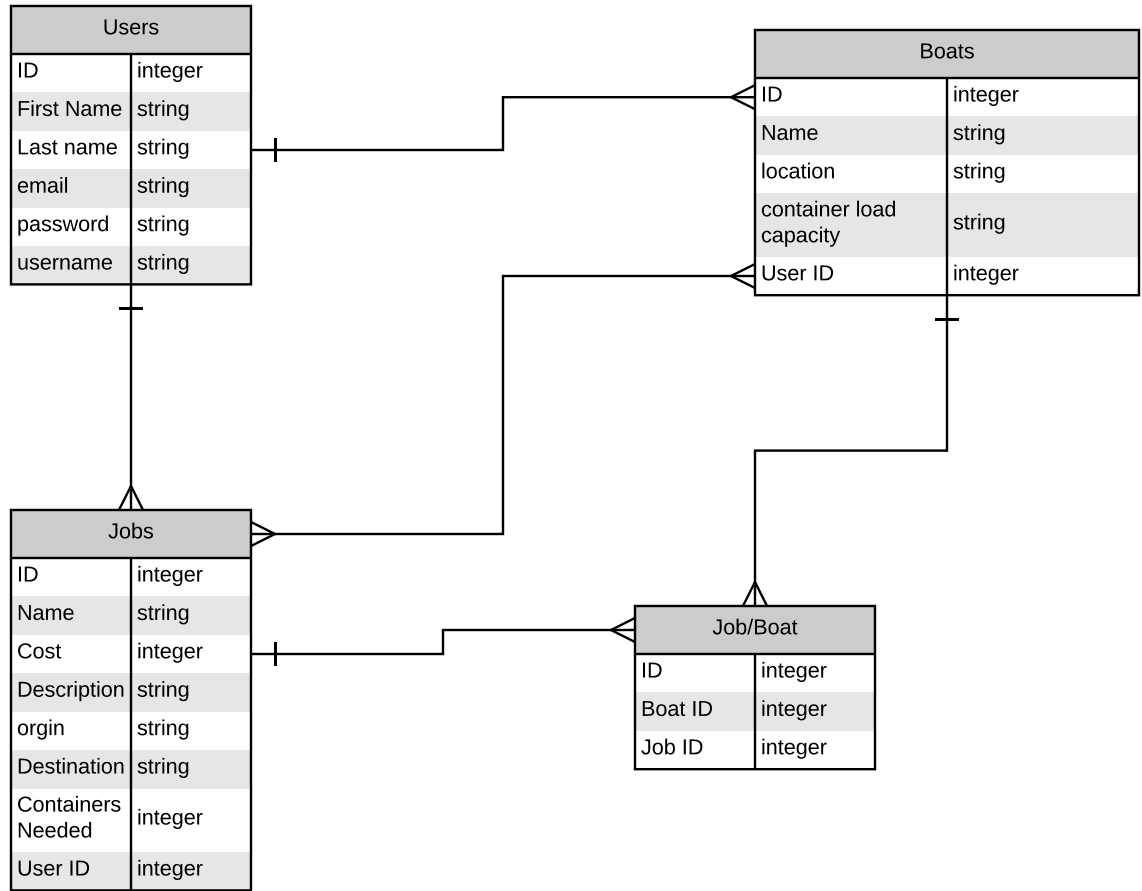 Users
ID integer
First Name string
Last name string
email string
password string
username string
Boats
ID integer
Name string
location string
container load
capacity string
User ID integer
Jobs
ID integer
Name string
Cost integer
Description string
orgin string
Destination string
Containers
Needed integer
User ID integer
Job/Boat
ID integer
Boat ID integer
Job ID integer